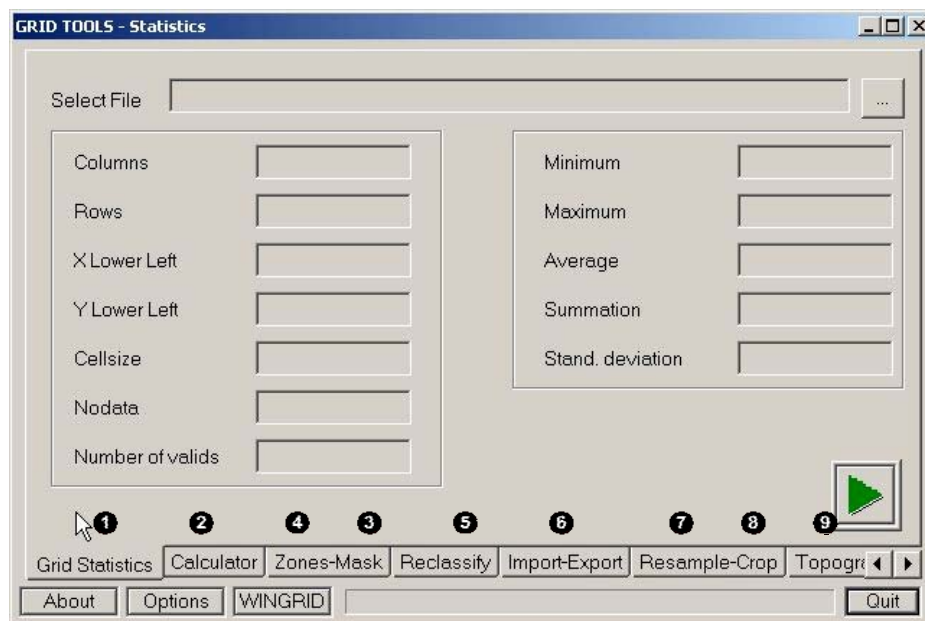 GRID TOOLS - Statistics
Select File
...
Columns
Minimum
Rows
Maximum
X Lower Left
Average
Y Lower Left
Summation
Cellsize
Stand. deviation
Nodata
Number of valids
1 2 4 3 5 6 7 8 9
Grid Statistics Calculator Zones-Mask Reclassify Import-Export Resample-Crop Topogra
About Options WINGRID Quit